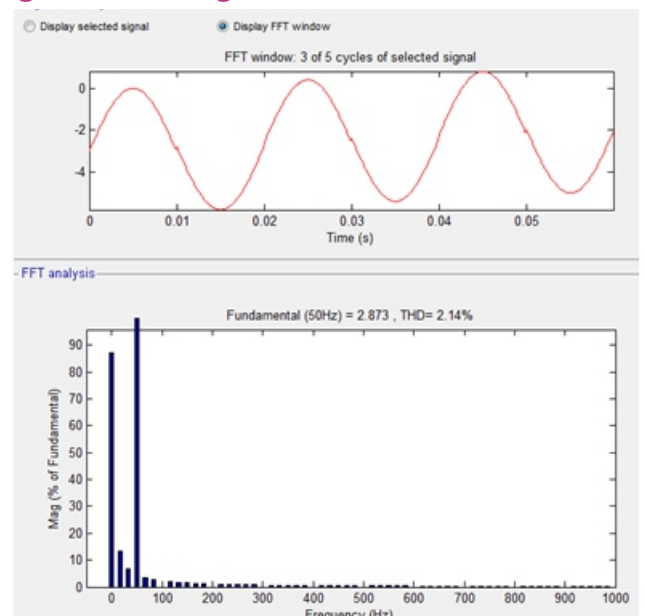 Display selected signal Display FFT window
FFT window: 3 of 5 cycles of selected signal
0
-2
-4
0 0.01 0.02 0.03 0.04 0.05
Time (s)
FFT analysis
Fundamental (50Hz) = 2.873 , THD= 2.14%
Mag (% of Fundamental)
90
80
70
60
50
40
30
20
10
0
0 100 200 300 400 500 600 700 800 900 1000
Frequency (Hz)